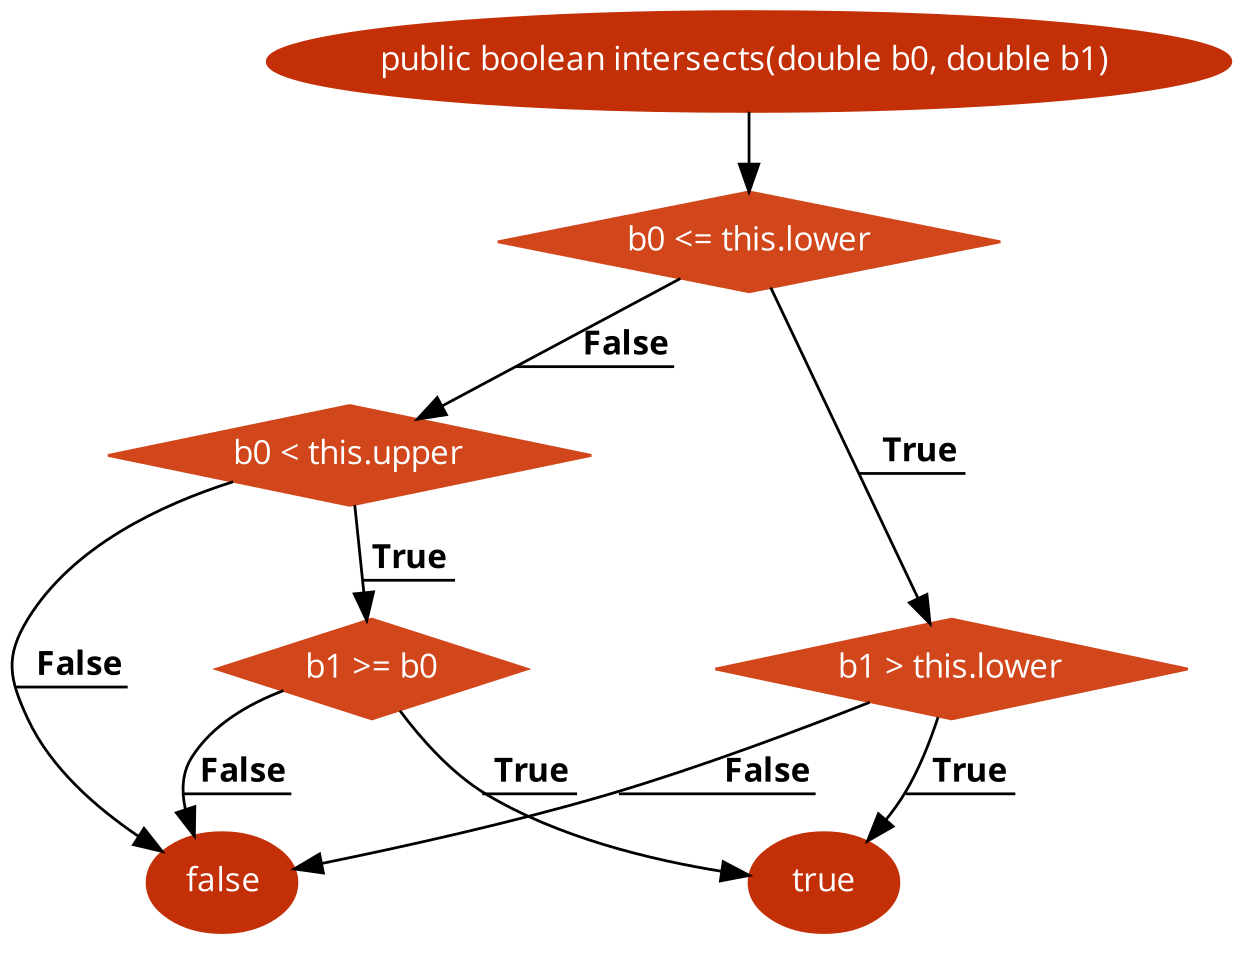 public boolean intersects(double b0, double b1)
b0 <= this.lower
False
b0 < this.upper
True
True
False
b1 >= b0
b1 > this.lower
False
True
False
True
false
true